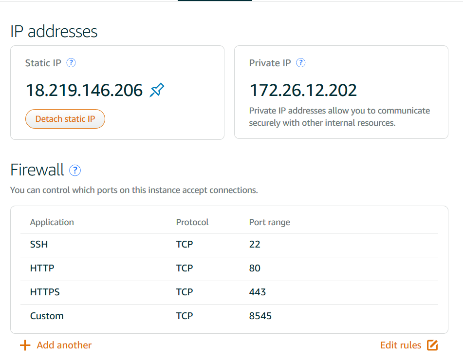 IP addresses
Static IP ?
18.219.146.206
Detach static IP
Private IP ?
172.26.12.202
Private IP addresses allow you to communicate
securely with other internal resources.
Firewall ?
You can control which ports on this instance accept connections.
Application Protocol Port range
SSH TCP 22
HTTP TCP 80
HTTPS TCP 443
Custom TCP 8545
+ Add another Edit rules